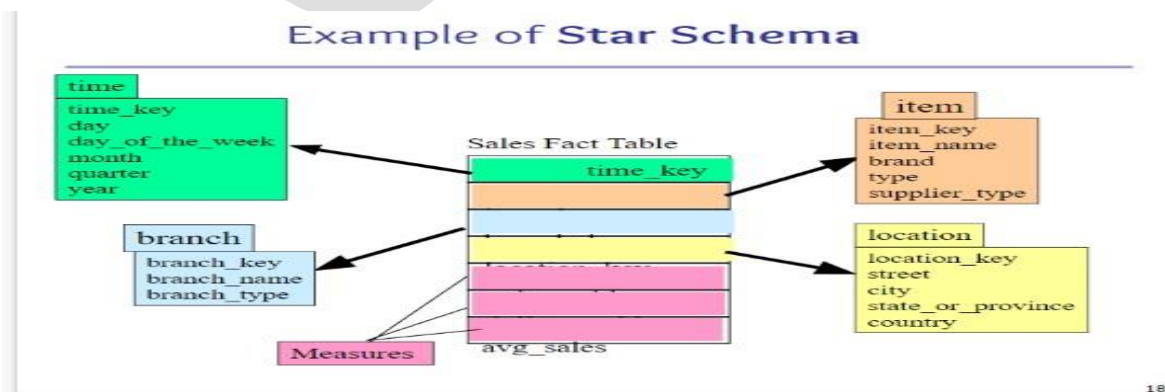 Example of Star Schema
time
time_key
day
day_of_the_week
month
quarter
year
item
item_key
item_name
brand
type
supplier_type
Sales Fact Table
time_key
branch
branch_key
branch_name
branch_type
location
location_key
street
city
state_or_province
country
Measures
avg_sales
18